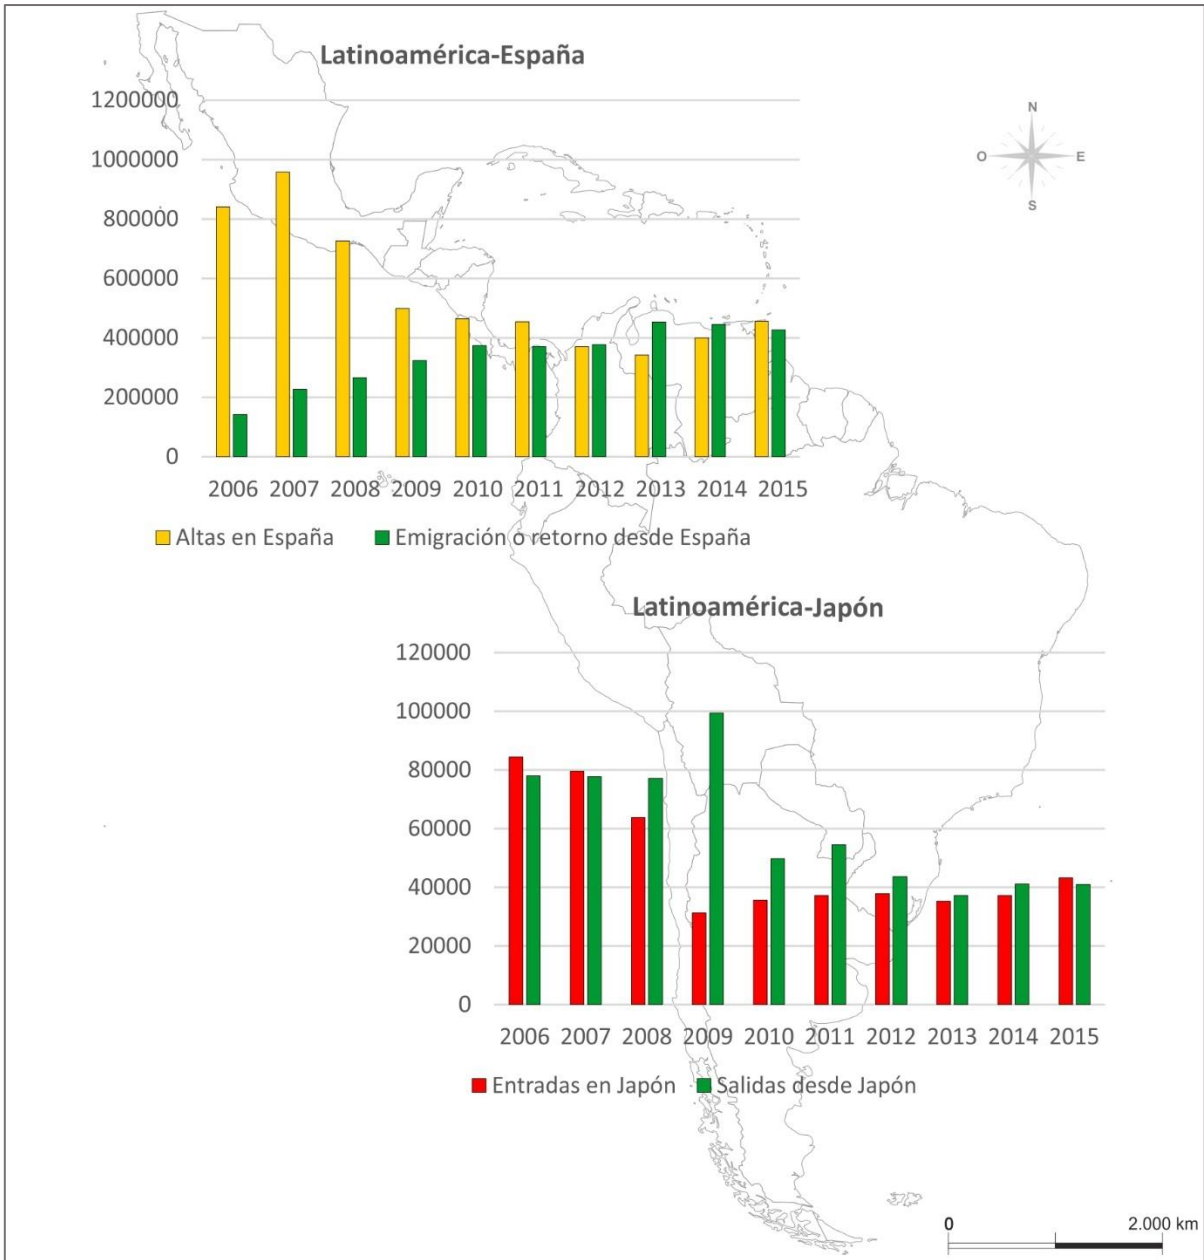 Latinoamérica-España
1200000
1000000
800000
600000
400000
200000
0
2006 2007 2008 2009 2010 2011 2012 2013 2014 2015
Altas en España Emigración o retorno desde España
N
O E
S
Latinoamérica-Japón
120000
100000
80000
60000
40000
20000
0
2006 2007 2008 2009 2010 2011 2012 2013 2014 2015
Entradas en Japón Salidas desde Japón
0 2.000 km